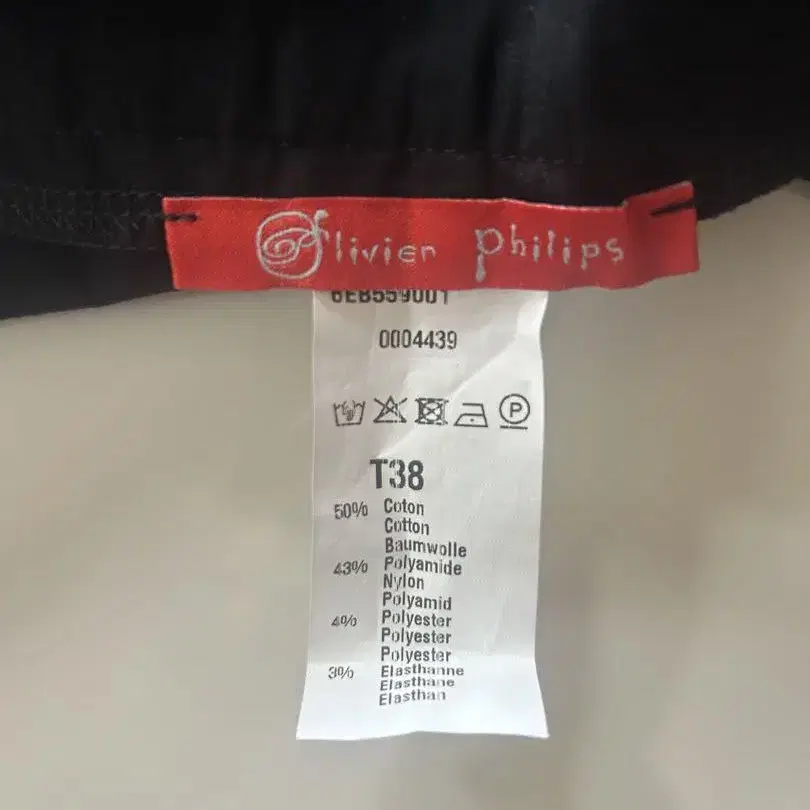 Olivier Philips
6EB559001
0004439
P
T38
50% Coton
Cotton
Baumwolle
43% Polyamide
Nylon
Polyamid
4% Polyester
Polyester
Polyester
3% Elasthanne
Elasthane
Elasthan